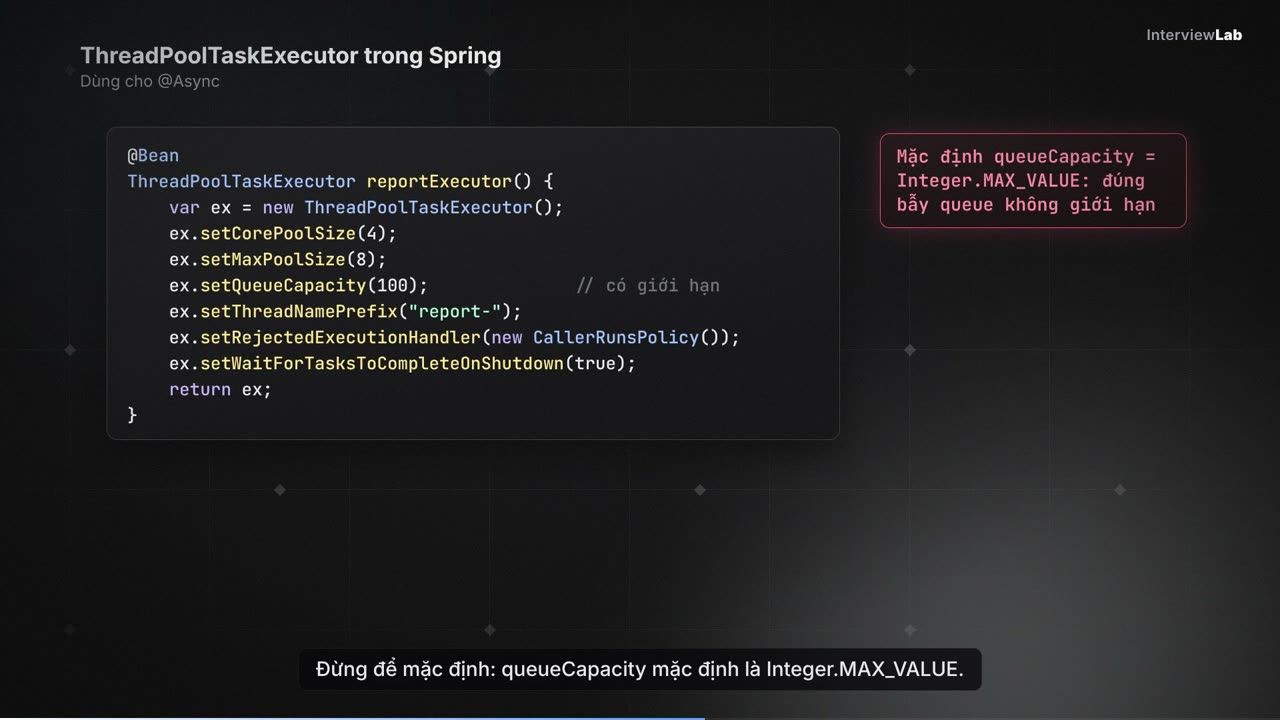 InterviewLab
ThreadPoolTaskExecutor trong Spring
Dùng cho @Async
@Bean
ThreadPoolTaskExecutor reportExecutor() {
    var ex = new ThreadPoolTaskExecutor();
    ex.setCorePoolSize(4);
    ex.setMaxPoolSize(8);
    ex.setQueueCapacity(100);              // có giới hạn
    ex.setThreadNamePrefix("report-");
    ex.setRejectedExecutionHandler(new CallerRunsPolicy());
    ex.setWaitForTasksToCompleteOnShutdown(true);
    return ex;
}
Mặc định queueCapacity =
Integer.MAX_VALUE: đúng
bẫy queue không giới hạn
Đừng để mặc định: queueCapacity mặc định là Integer.MAX_VALUE.